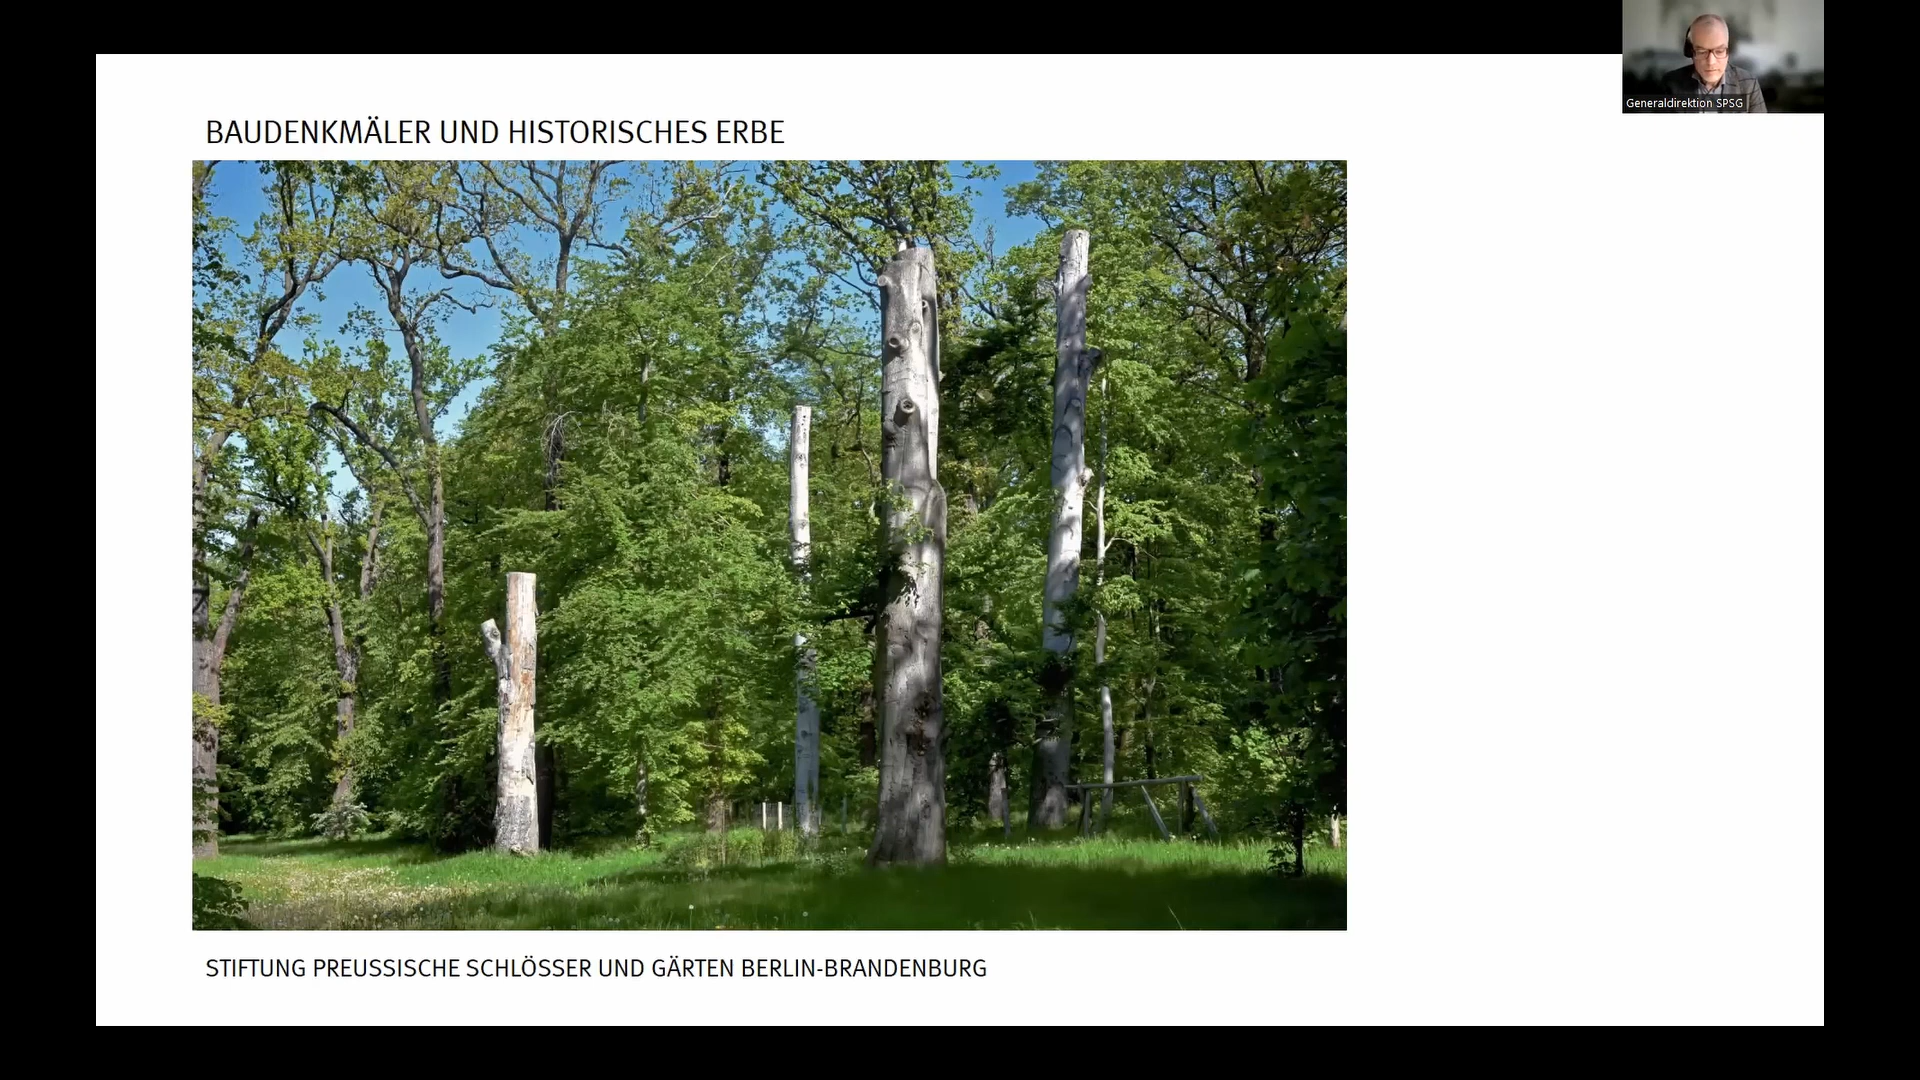 Generaldirektion SPSG
BAUDENKMÄLER UND HISTORISCHES ERBE
STIFTUNG PREUSSISCHE SCHLÖSSER UND GÄRTEN BERLIN-BRANDENBURG